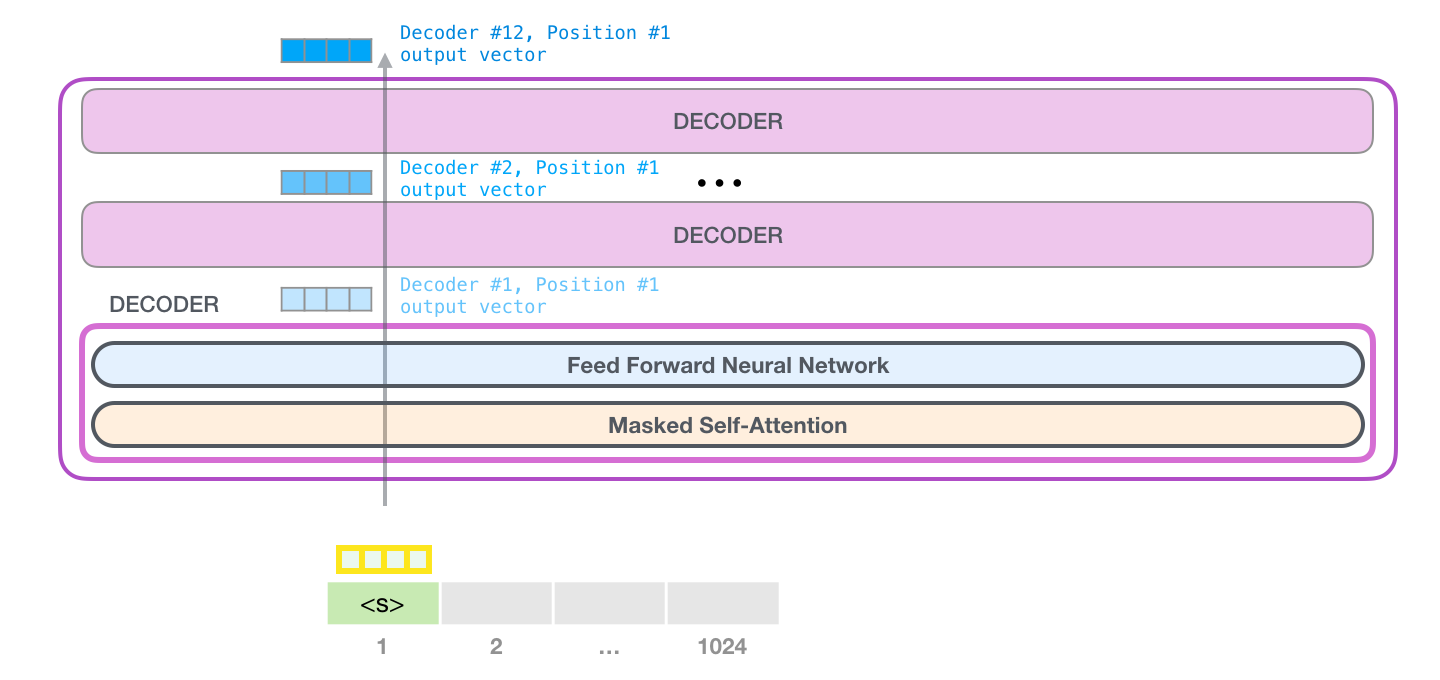 Decoder #12, Position #1
output vector
DECODER
Decoder #2, Position #1
output vector
...
DECODER
Decoder #1, Position #1
output vector
DECODER
Feed Forward Neural Network
Masked Self-Attention
<s>
1 2 ... 1024